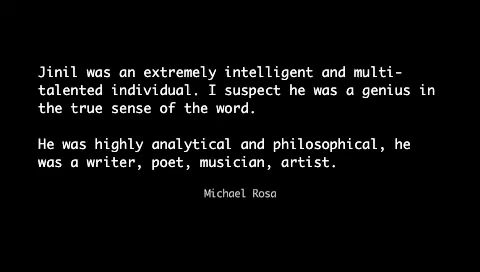 Jinil was an extremely intelligent and multi-
talented individual. I suspect he was a genius in
the true sense of the word.
He was highly analytical and philosophical, he
was a writer, poet, musician, artist.
Michael Rosa